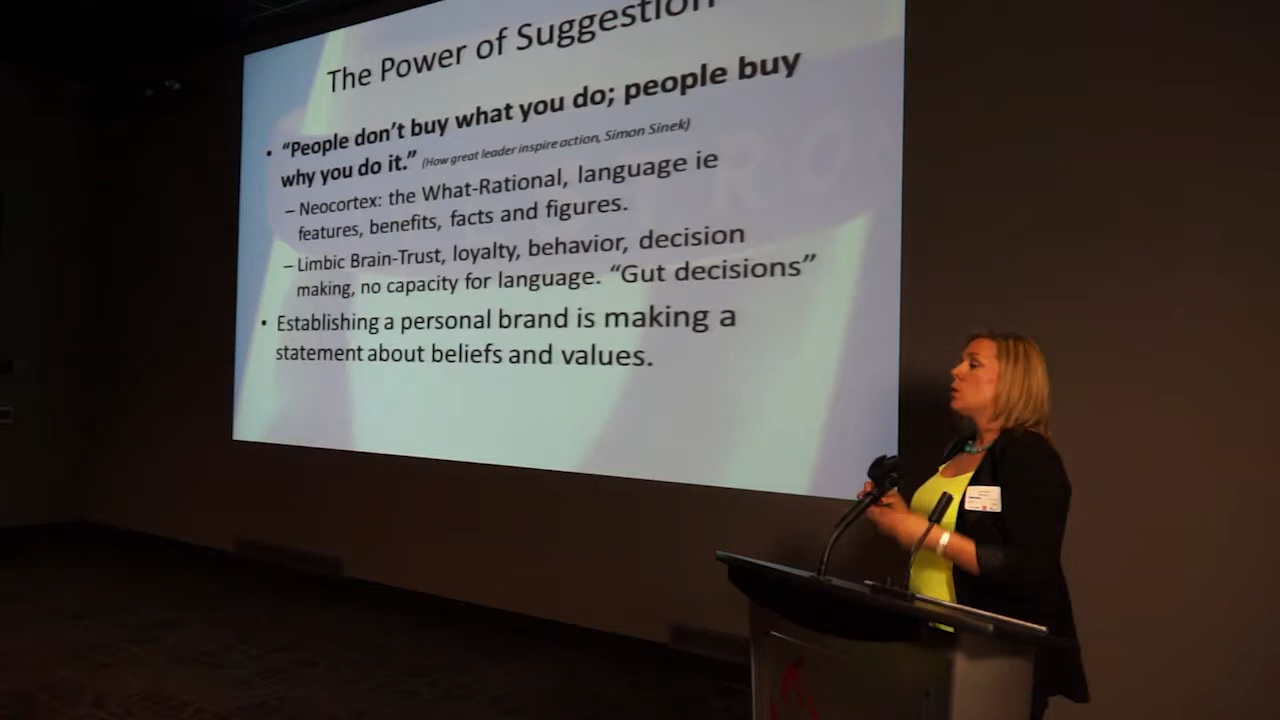 The Power of Suggestion
• “People don’t buy what you do; people buy
why you do it.” (How great leader inspire action, Simon Sinek)
– Neocortex: the What-Rational, language ie
features, benefits, facts and figures.
– Limbic Brain-Trust, loyalty, behavior, decision
making, no capacity for language. “Gut decisions”
• Establishing a personal brand is making a
statement about beliefs and values.